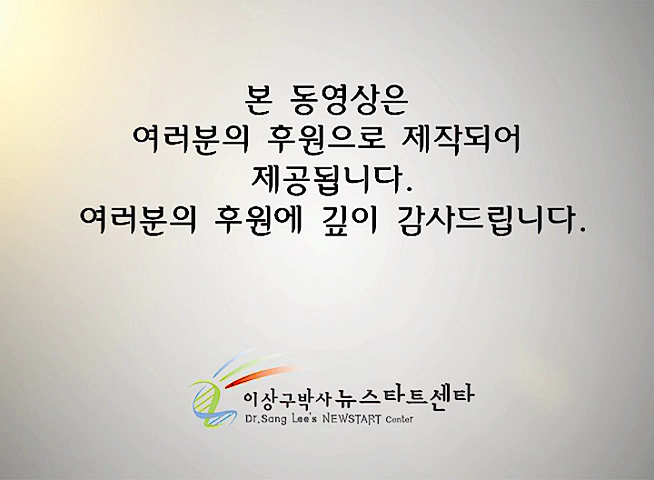 본 동영상은
여러분의 후원으로 제작되어
제공됩니다.
여러분의 후원에 깊이 감사드립니다.
이상구박사 뉴스타트센타
Dr.Sang Lee's NEWSTART Center